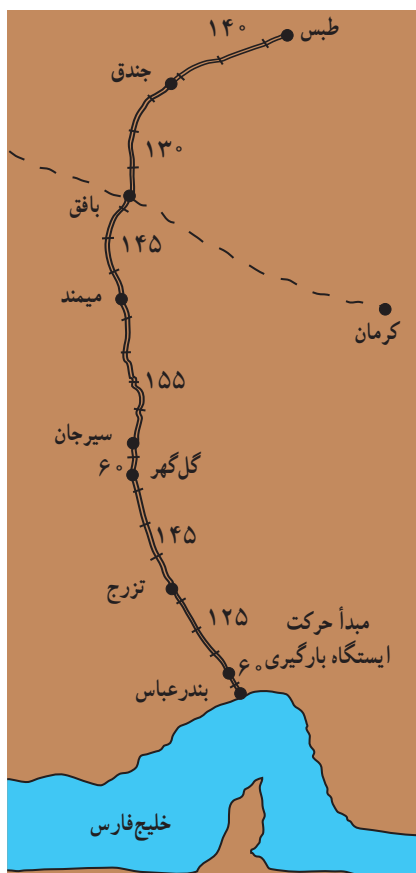 طبس
۱۴۰
جندق
۱۳۰
بافق
۱۴۵
میمند
کرمان
۱۵۵
سیرجان
گل‌گهر
۶۰
۱۴۵
تزرج
۱۲۵
مبدأ حرکت
ایستگاه بارگیری
۶۰
بندرعباس
خلیج‌فارس